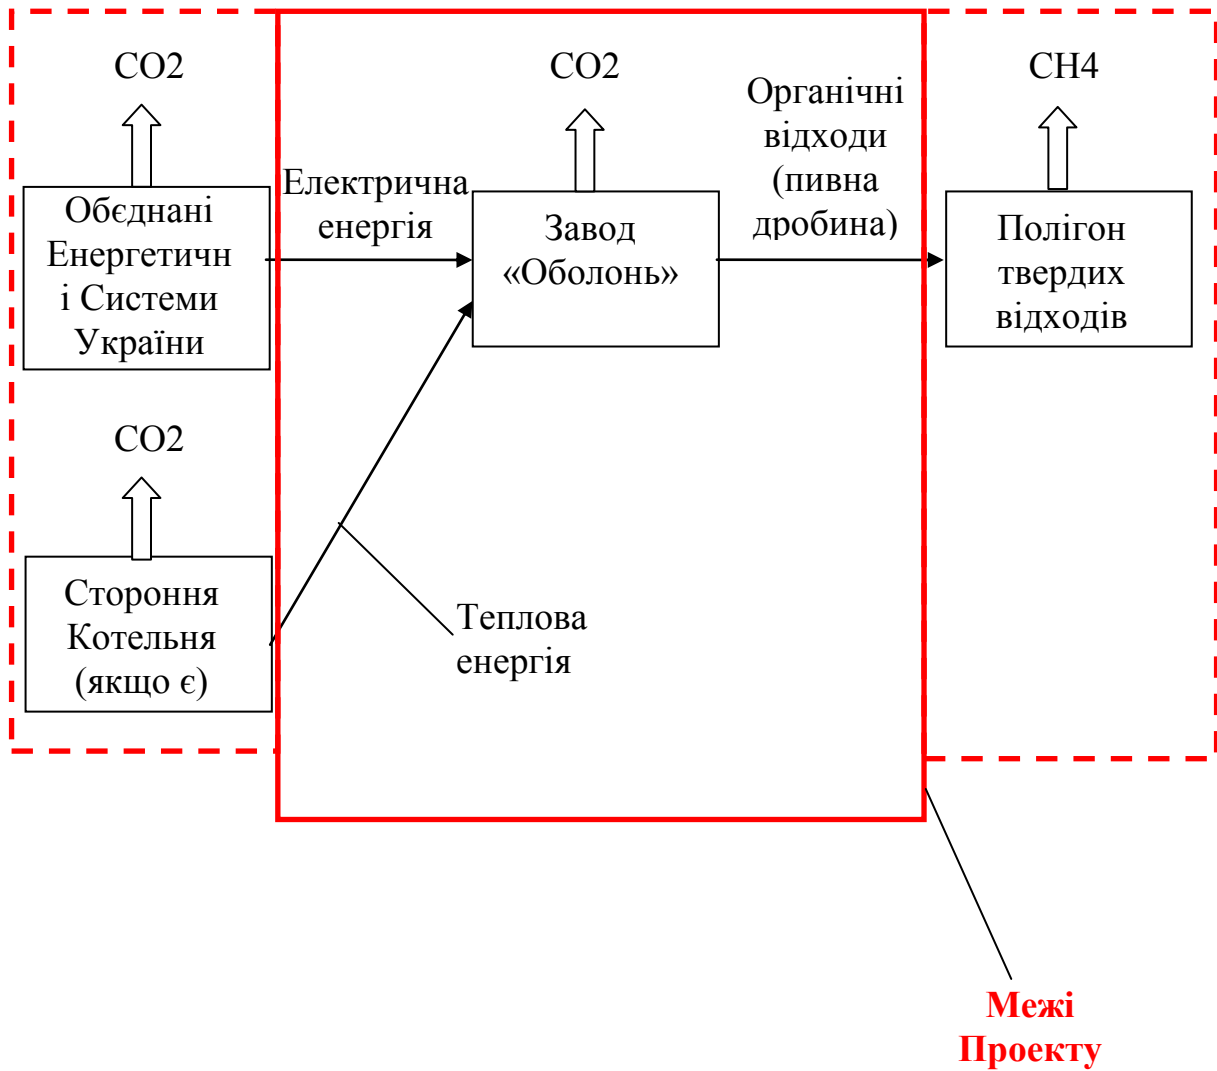 CO2
CO2
CH4
Органічні
відходи
(пивна
дробина)
Електрична
енергія
Обєднані
Енергетичн
і Системи
України
Завод
«Оболонь»
Полігон
твердих
відходів
CO2
Стороння
Котельня
(якщо є)
Теплова
енергія
Межі
Проекту